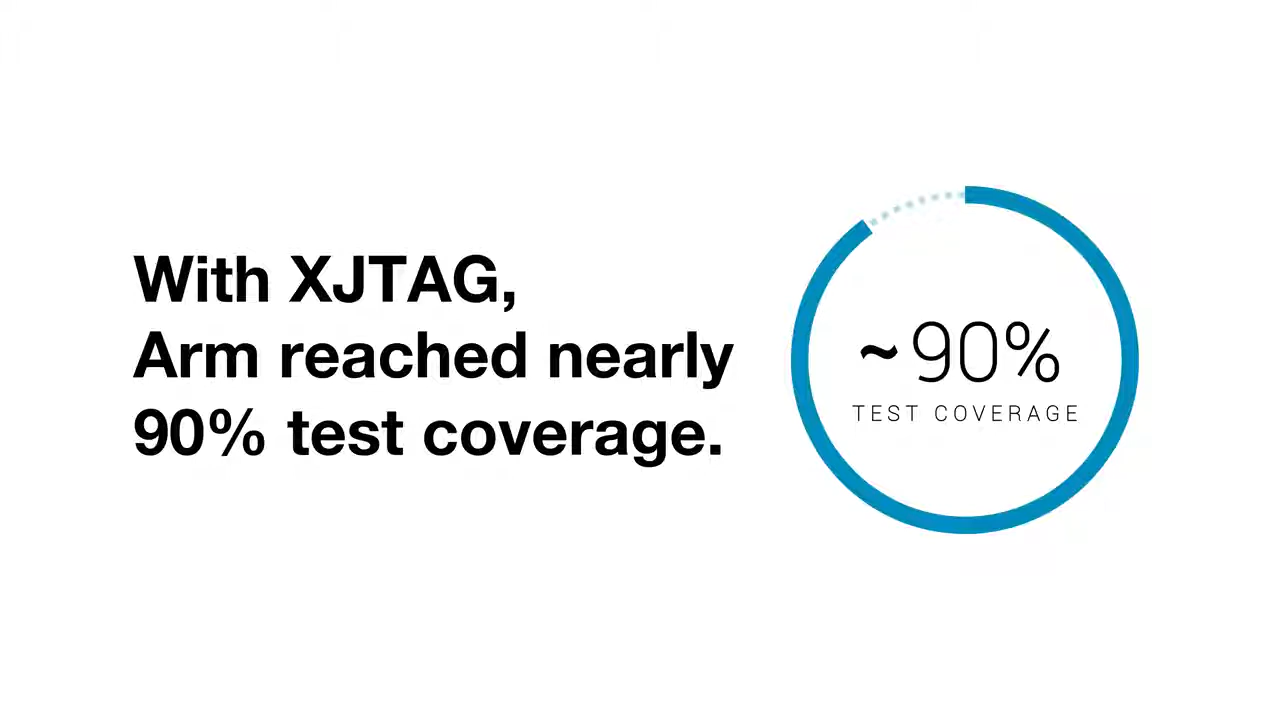 With XJTAG,
Arm reached nearly
90% test coverage.
~90%
TEST COVERAGE